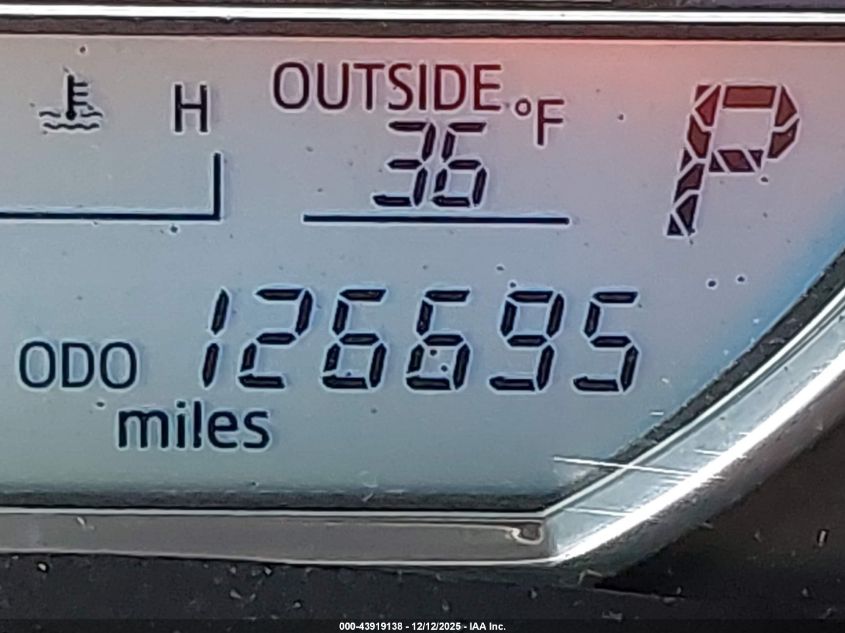 H OUTSIDE °F P
36
ODO 126695
miles
000-43919138 - 12/12/2025 - IAA Inc.